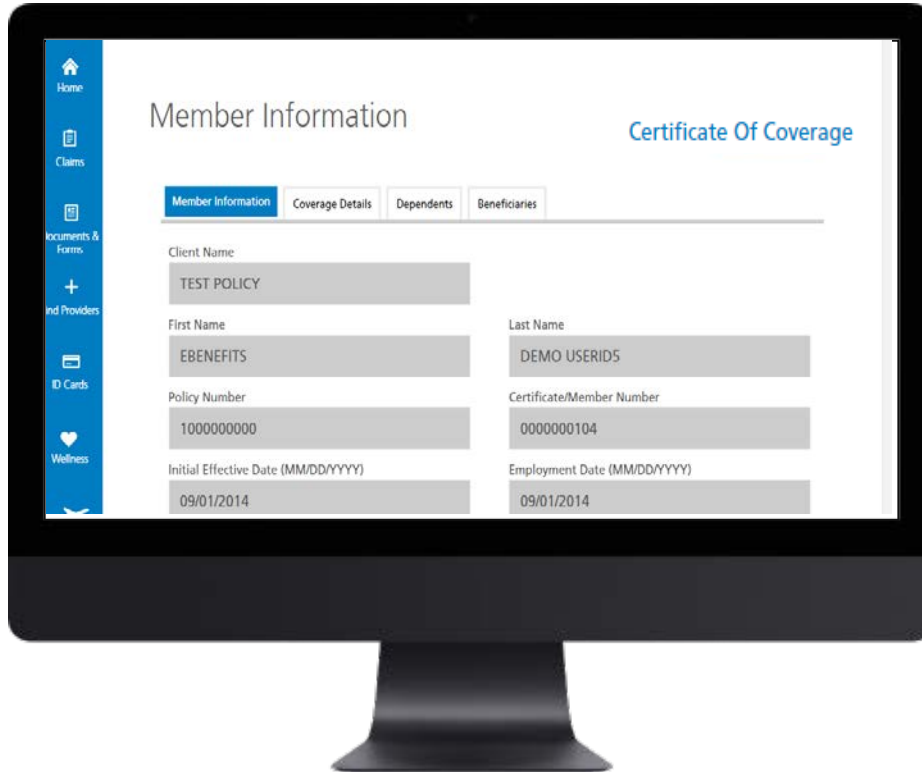 Home
Claims
ocuments &
Forms
ind Providers
ID Cards
Wellness
Member Information
Certificate Of Coverage
Member Information
Coverage Details
Dependents
Beneficiaries
Client Name
TEST POLICY
First Name
Last Name
EBENEFITS
DEMO USERID5
Policy Number
Certificate/Member Number
1000000000
0000000104
Initial Effective Date (MM/DD/YYYY)
Employment Date (MM/DD/YYYY)
09/01/2014
09/01/2014